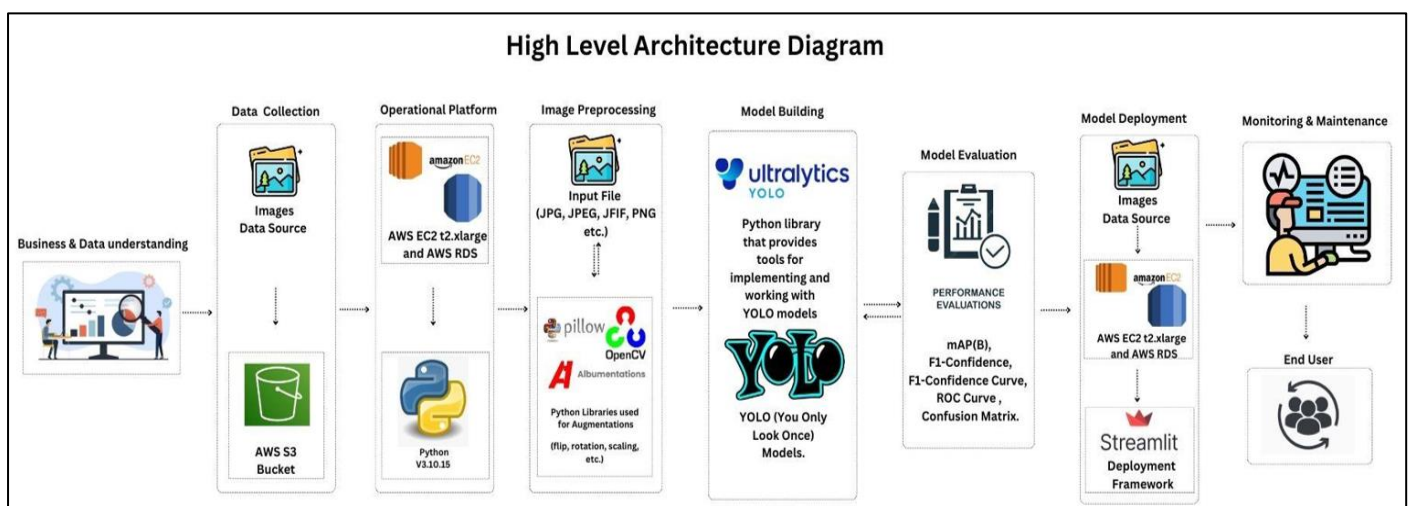 High Level Architecture Diagram
Business & Data understanding
Data Collection
Images
Data Source
AWS S3
Bucket
Operational Platform
amazon EC2
AWS EC2 t2.xlarge
and AWS RDS
Python
V3.10.15
Image Preprocessing
Input File
(JPG, JPEG, JFIF, PNG
etc.)
pillow
OpenCV
Albumentations
Python Libraries used
for Augmentations
(flip, rotation, scaling,
etc.)
Model Building
ultralytics
YOLO
Python library
that provides
tools for
implementing and
working with
YOLO models
YOLO
YOLO (You Only
Look Once)
Models.
Model Evaluation
PERFORMANCE
EVALUATIONS
mAP(B),
F1-Confidence,
F1-Confidence Curve,
ROC Curve ,
Confusion Matrix.
Model Deployment
Images
Data Source
amazon EC2
AWS EC2 t2.xlarge
and AWS RDS
Streamlit
Deployment
Framework
Monitoring & Maintenance
End User